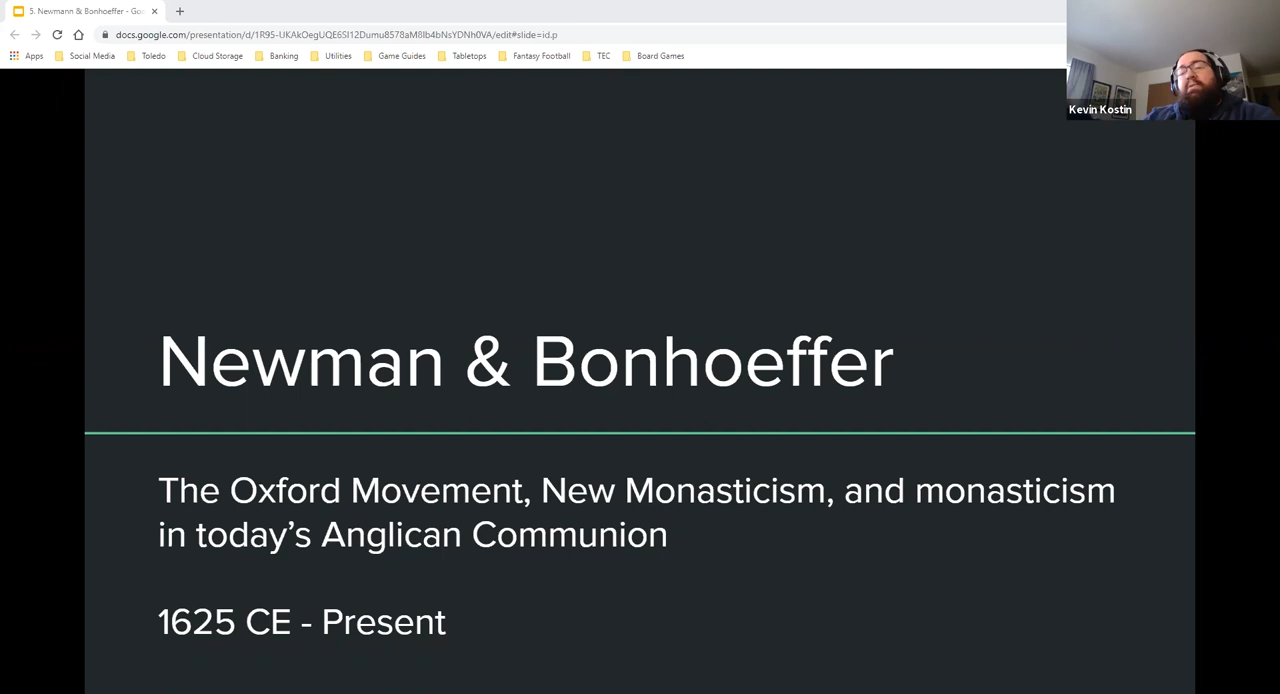 5. Newmann & Bonhoeffer - Goo
docs.google.com/presentation/d/1R95-UKAkOegUQE6Sl12Dumu8578aM8Ib4bNsYDNh0VA/edit#slide=id.p
Apps Social Media Toledo Cloud Storage Banking Utilities Game Guides Tabletops Fantasy Football TEC Board Games
Kevin Kostin
Newman & Bonhoeffer
The Oxford Movement, New Monasticism, and monasticism
in today's Anglican Communion
1625 CE - Present